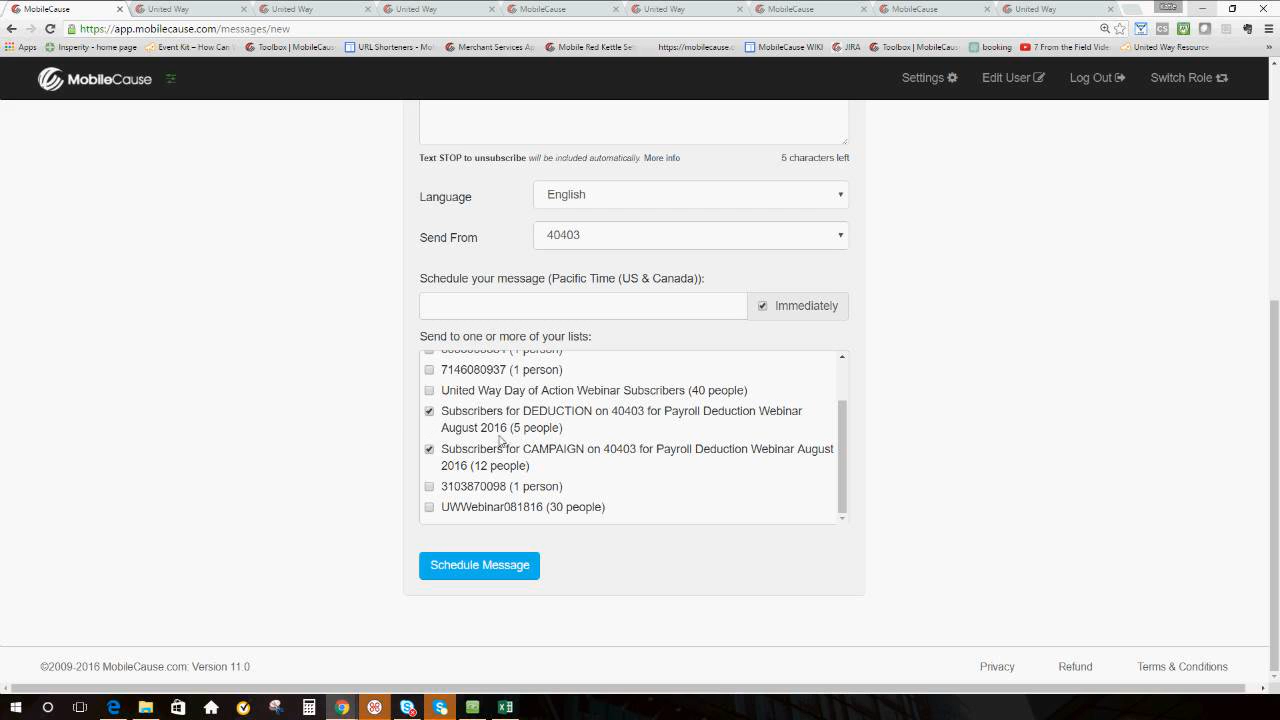 MobileCause
United Way
United Way
United Way
MobileCause
United Way
MobileCause
MobileCause
United Way
Katie
https://app.mobilecause.com/messages/new
Apps
Insperity - home page
Event Kit – How Can
Toolbox | MobileCaus
URL Shorteners - Mo
Merchant Services Ap
Mobile Red Kettle Se
https://mobilecause.c
MobileCause WIKI
JIRA
Toolbox | MobileCaus
booking
7 From the Field Vide
United Way Resource
MobileCause
Settings
Edit User
Log Out
Switch Role
Text STOP to unsubscribe will be included automatically. More info
5 characters left
Language
English
Send From
40403
Schedule your message (Pacific Time (US & Canada)):
Immediately
Send to one or more of your lists:
7146080937 (1 person)
United Way Day of Action Webinar Subscribers (40 people)
Subscribers for DEDUCTION on 40403 for Payroll Deduction Webinar
August 2016 (5 people)
Subscribers for CAMPAIGN on 40403 for Payroll Deduction Webinar August
2016 (12 people)
3103870098 (1 person)
UWWebinar081816 (30 people)
Schedule Message
©2009-2016 MobileCause.com: Version 11.0
Privacy
Refund
Terms & Conditions